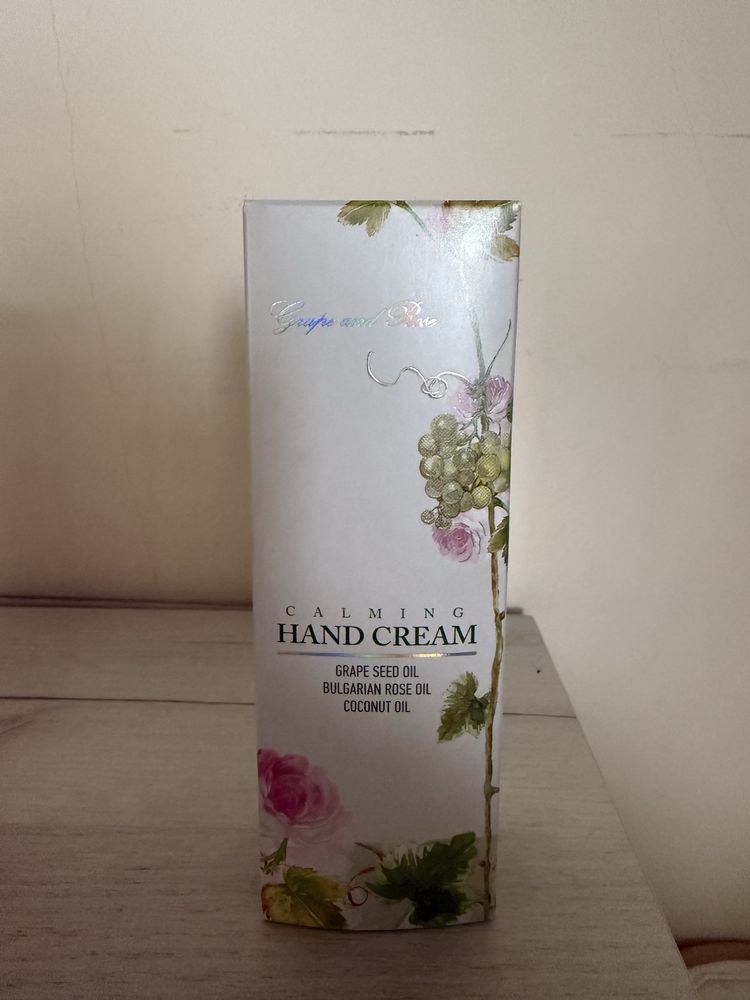 Grape and Rose
CALMING
HAND CREAM
GRAPE SEED OIL
BULGARIAN ROSE OIL
COCONUT OIL